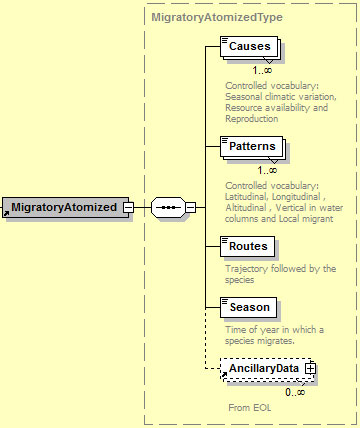 MigratoryAtomizedType
Causes
1..∞
Controlled vocabulary:
Seasonal climatic variation,
Resource availability and
Reproduction
Patterns
1..∞
Controlled vocabulary:
Latitudinal, Longitudinal ,
Altitudinal , Vertical in water
columns and Local migrant
MigratoryAtomized
Routes
Trajectory followed by the
species
Season
Time of year in which a
species migrates.
AncillaryData
0..∞
From EOL